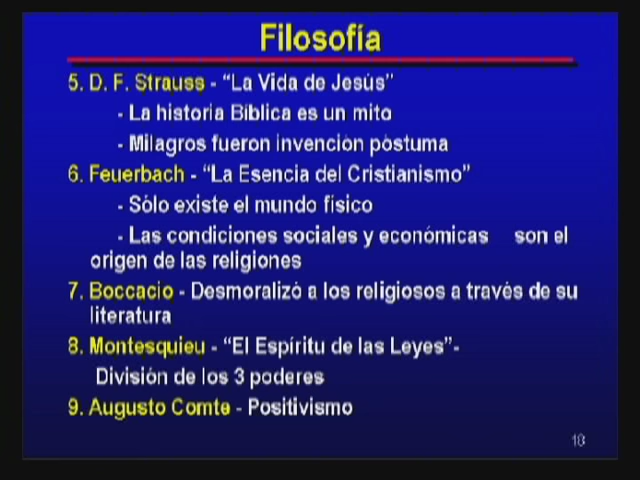 Filosofía
5. D. F. Strauss - “La Vida de Jesús”
- La historia Bíblica es un mito
- Milagros fueron invención póstuma
6. Feuerbach - “La Esencia del Cristianismo”
- Sólo existe el mundo físico
- Las condiciones sociales y económicas son el
origen de las religiones
7. Boccacio - Desmoralizó a los religiosos a través de su
literatura
8. Montesquieu - “El Espíritu de las Leyes”-
División de los 3 poderes
9. Augusto Comte - Positivismo
18